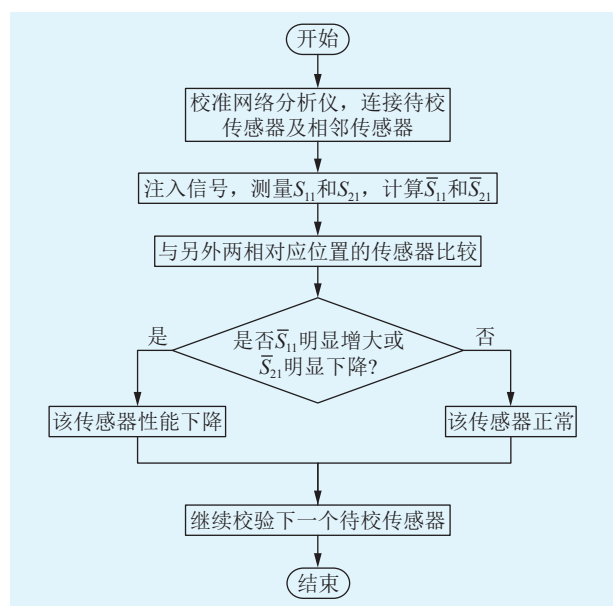 开始
校准网络分析仪，连接待校
传感器及相邻传感器
注入信号，测量S₁₁和S₂₁，计算S̅₁₁和S̅₂₁
与另外两相对应位置的传感器比较
是否S̅₁₁明显增大或
S̅₂₁明显下降?
是
否
该传感器性能下降
该传感器正常
继续校验下一个待校传感器
结束